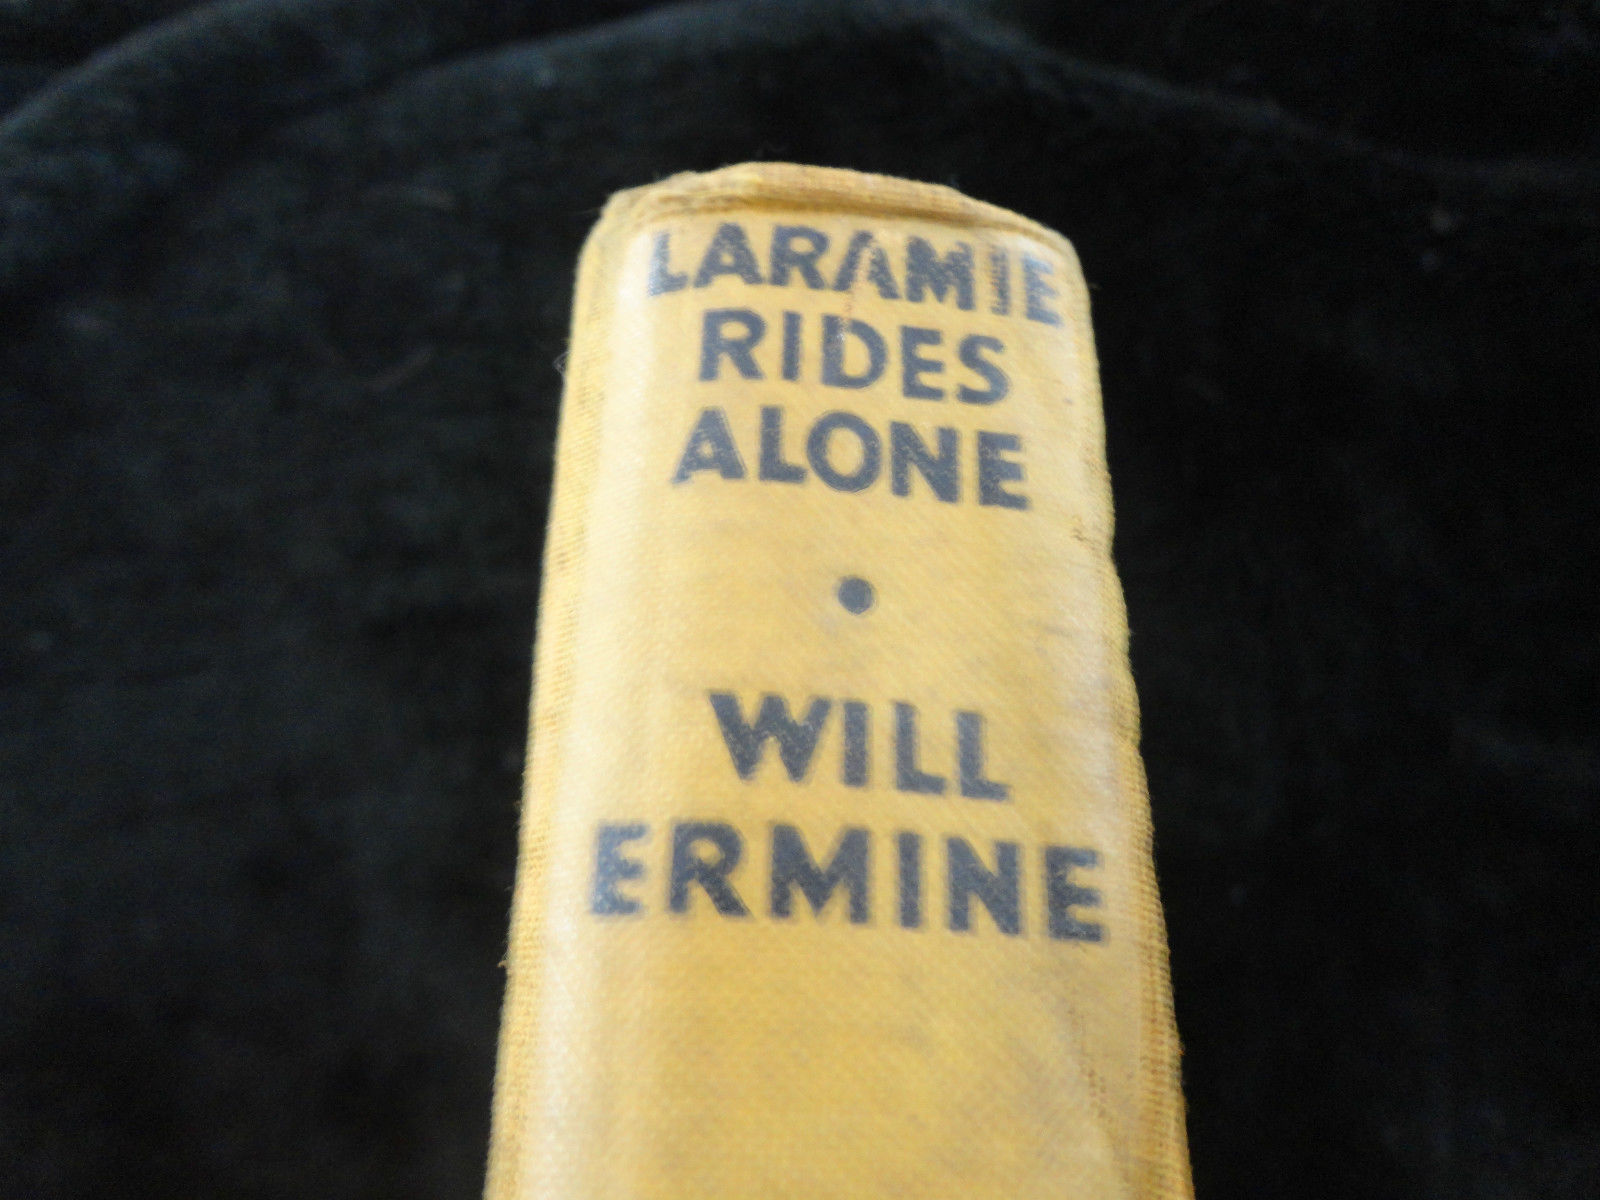 LARAMIE
RIDES
ALONE
•
WILL
ERMINE